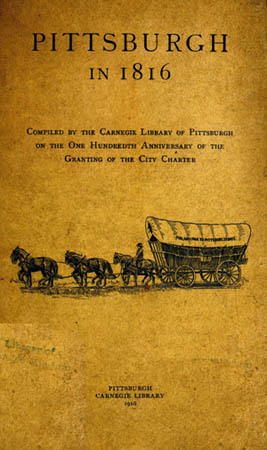 PITTSBURGH
IN 1816
COMPILED BY THE CARNEGIE LIBRARY OF PITTSBURGH
ON THE ONE HUNDREDTH ANNIVERSARY OF THE
GRANTING OF THE CITY CHARTER
PITTSBURGH
CARNEGIE LIBRARY
1916